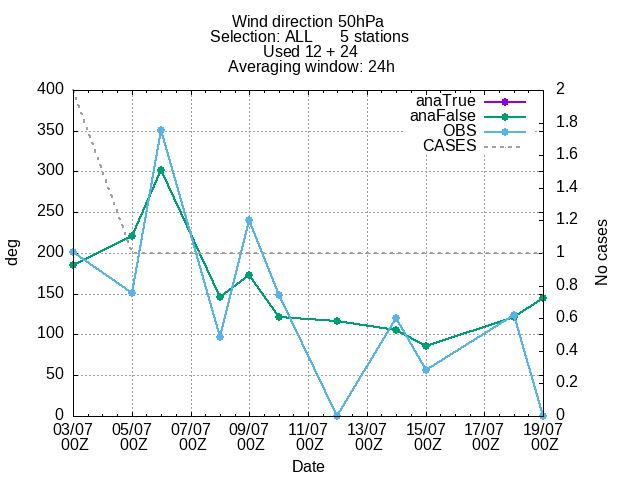 Wind direction 50hPa
Selection: ALL 5 stations
Used 12 + 24
Averaging window: 24h
anaTrue
anaFalse
OBS
CASES
400
350
300
250
200
150
100
50
0
deg
2
1.8
1.6
1.4
1.2
1
0.8
0.6
0.4
0.2
0
No cases
03/07 05/07 07/07 09/07 11/07 13/07 15/07 17/07 19/07
00Z 00Z 00Z 00Z 00Z 00Z 00Z 00Z 00Z
Date